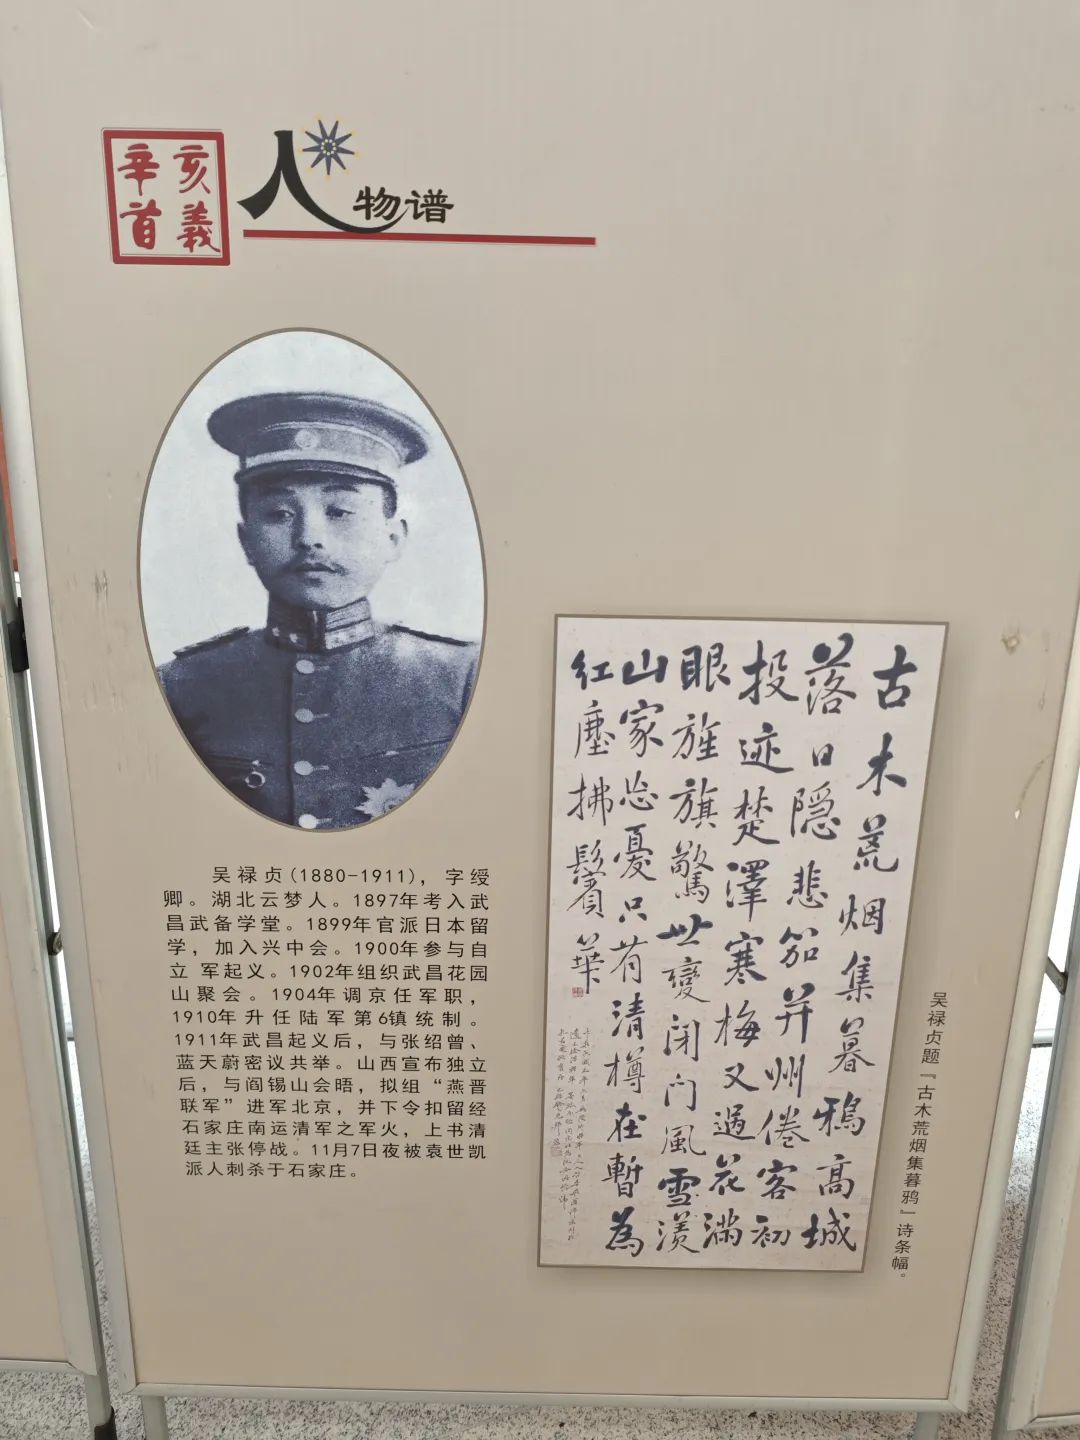 辛亥
首義
人物谱
吴禄贞(1880-1911)，字绶
卿。湖北云梦人。1897年考入武
昌武备学堂。1899年官派日本留
学，加入兴中会。1900年参与自
立 军起义。1902年组织武昌花园
山聚会。1904年调京任军职，
1910年升任陆军第6镇统制。
1911年武昌起义后，与张绍曾、
蓝天蔚密议共举。山西宣布独立
后，与阎锡山会晤，拟组“燕晋
联军”进军北京，并下令扣留经
石家庄南运清军之军火，上书清
廷主张停战。11月7日夜被袁世凯
派人刺杀于石家庄。
古木荒烟集暮鴉高城
落日隐悲笳并州倦客初
投迹楚澤寒梅又過花滿
眼旌旗驚世變闭门風雪羡
山家忘憂只有清樽在暫為
红塵拂鬢華
吴禄贞题『古木荒烟集暮鸦』诗条幅。